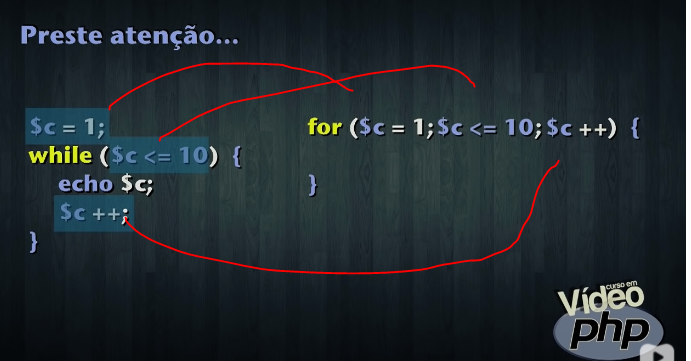 Preste atenção...
$c = 1;
while ($c <= 10) {
echo $c;
$c ++;
}
for ($c = 1;$c <= 10;$c ++) {
}
curso em
Vídeo
php